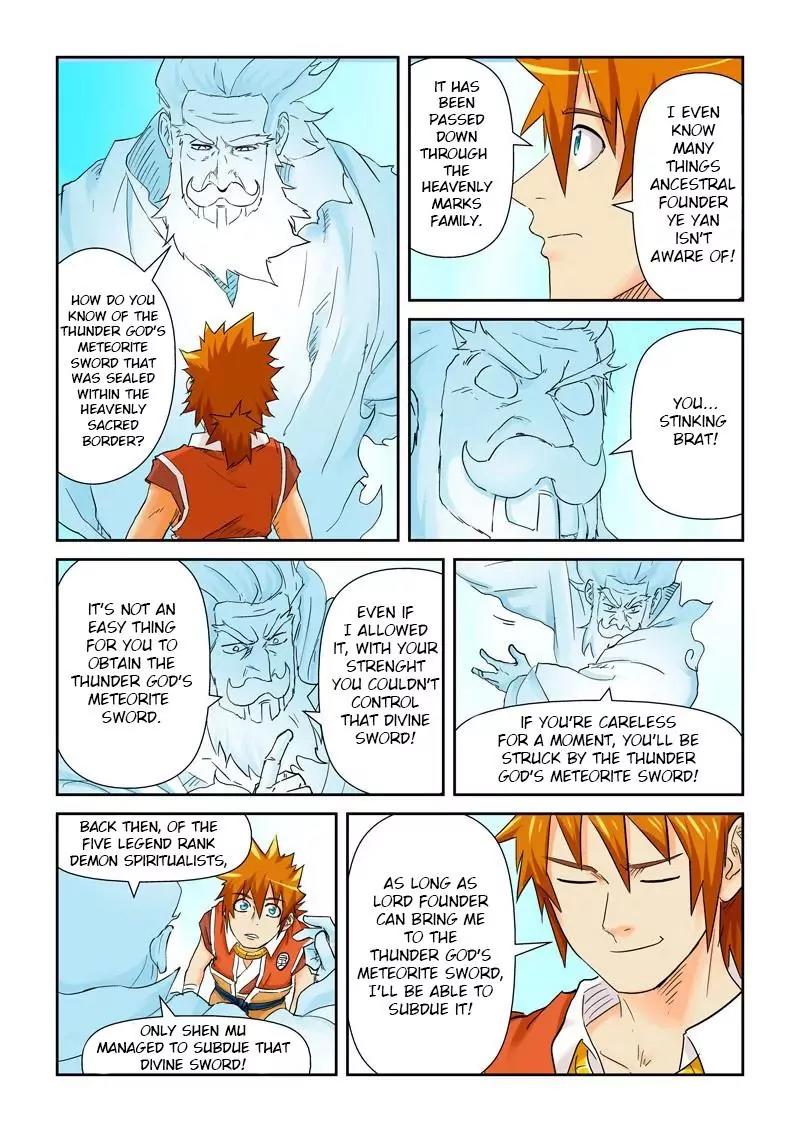 HOW DO YOU
KNOW OF THE
THUNDER GOD'S
METEORITE
SWORD THAT
WAS SEALED
WITHIN THE
HEAVENLY
SACRED
BORDER?
IT HAS
BEEN
PASSED
DOWN
THROUGH
THE
HEAVENLY
MARKS
FAMILY.
I EVEN
KNOW
MANY
THINGS
ANCESTRAL
FOUNDER
YE YAN
ISN'T
AWARE OF!
YOU...
STINKING
BRAT!
IT'S NOT AN
EASY THING
FOR YOU TO
OBTAIN THE
THUNDER GOD'S
METEORITE
SWORD.
EVEN IF
I ALLOWED
IT, WITH YOUR
STRENGHT
YOU COULDN'T
CONTROL
THAT DIVINE
SWORD!
IF YOU'RE CARELESS
FOR A MOMENT, YOU'LL BE
STRUCK BY THE THUNDER
GOD'S METEORITE SWORD!
BACK THEN, OF THE
FIVE LEGEND RANK
DEMON SPIRITUALISTS,
ONLY SHEN MU
MANAGED TO SUBDUE THAT
DIVINE SWORD!
AS LONG AS
LORD FOUNDER
CAN BRING ME
TO THE
THUNDER GOD'S
METEORITE SWORD,
I'LL BE ABLE TO
SUBDUE IT!